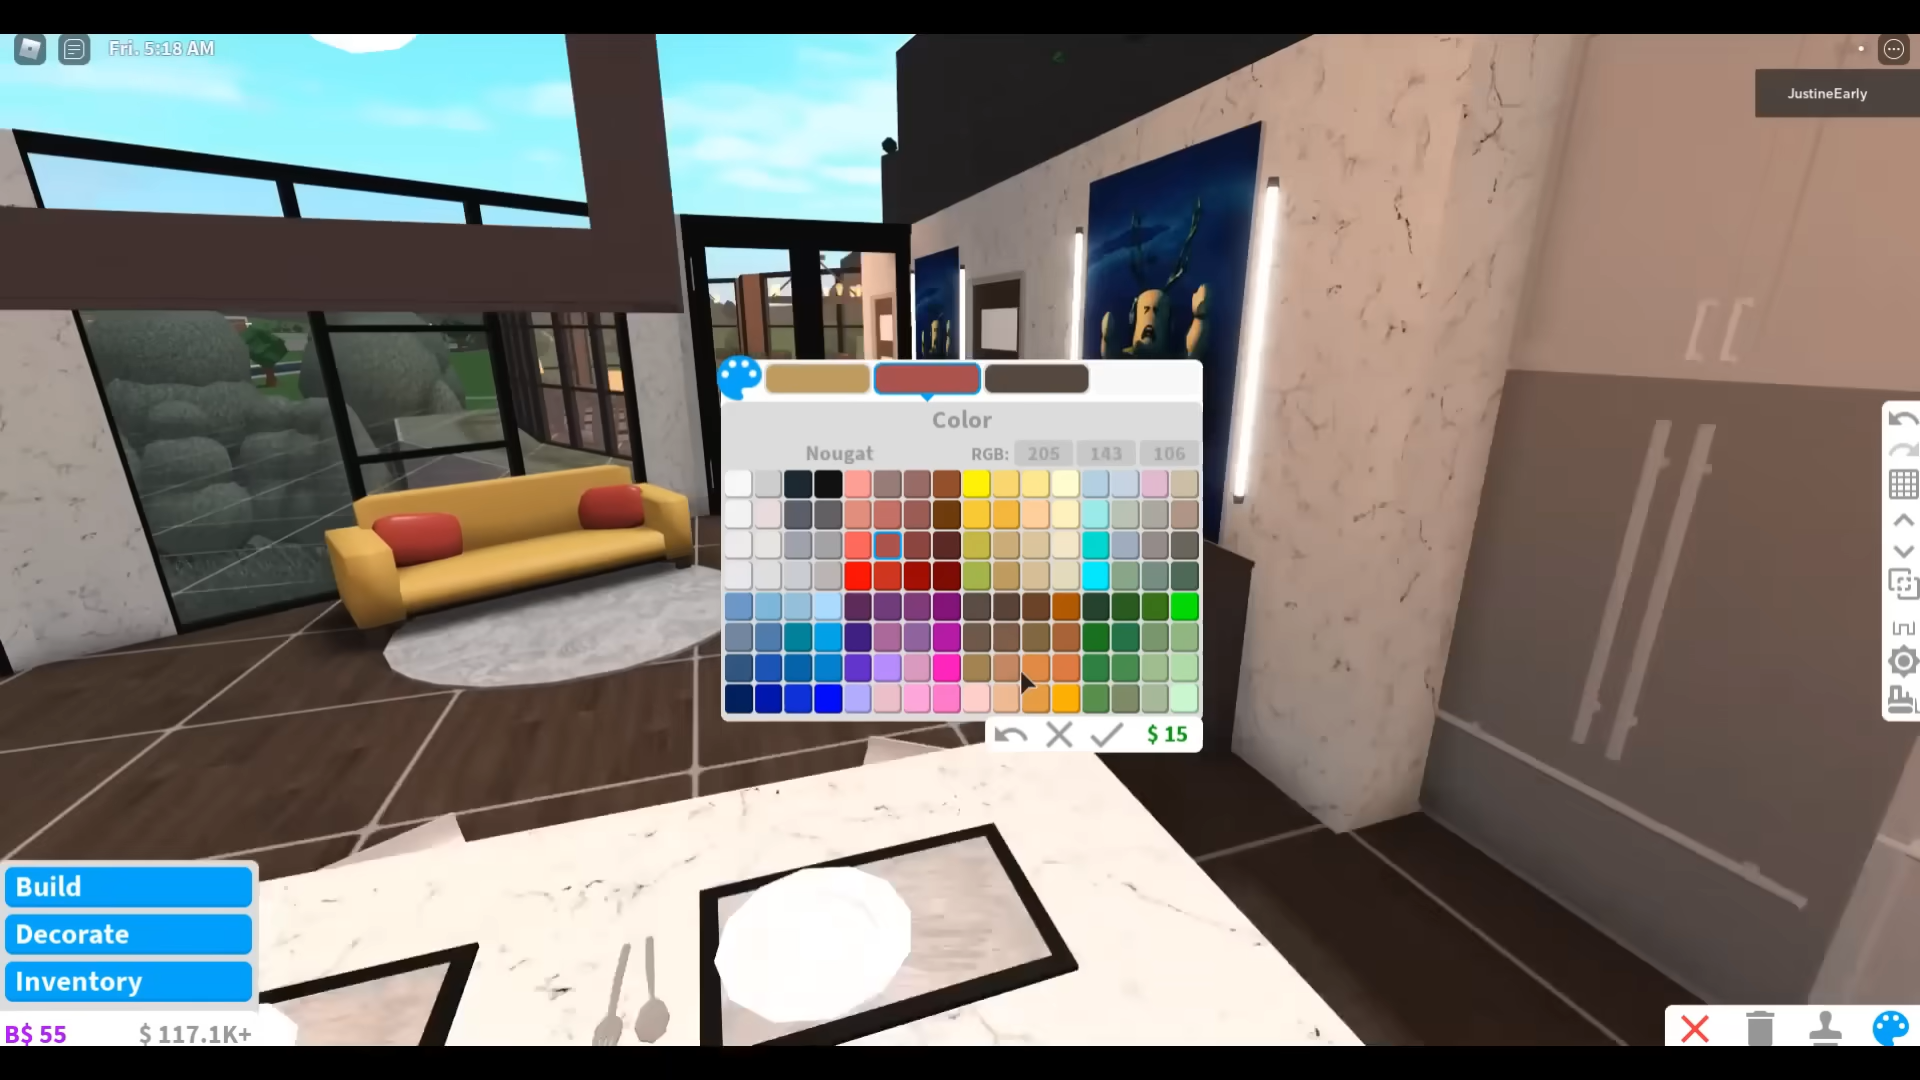 Fri. 5:18 AM
JustineEarly
Color
Nougat RGB: 205 143 106
$ 15
Build
Decorate
Inventory
B$ 55 $ 117.1K+